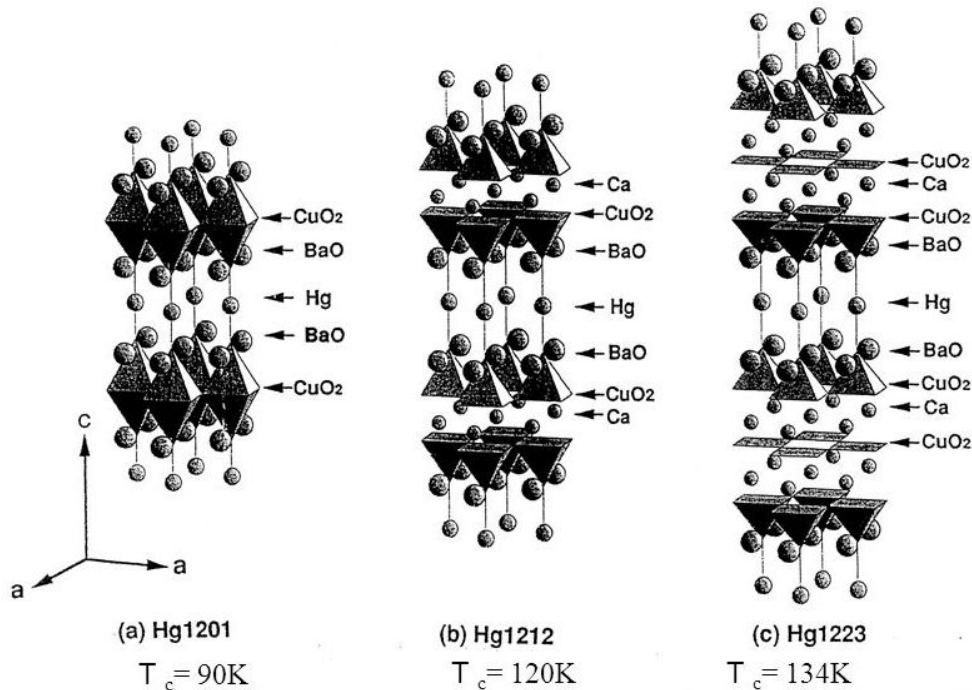 CuO₂
BaO
Hg
BaO
CuO₂
c
a
a
(a) Hg1201
T c = 90K
Ca
CuO₂
BaO
Hg
BaO
CuO₂
Ca
(b) Hg1212
T c = 120K
CuO₂
Ca
CuO₂
BaO
Hg
BaO
CuO₂
Ca
CuO₂
(c) Hg1223
T c = 134K